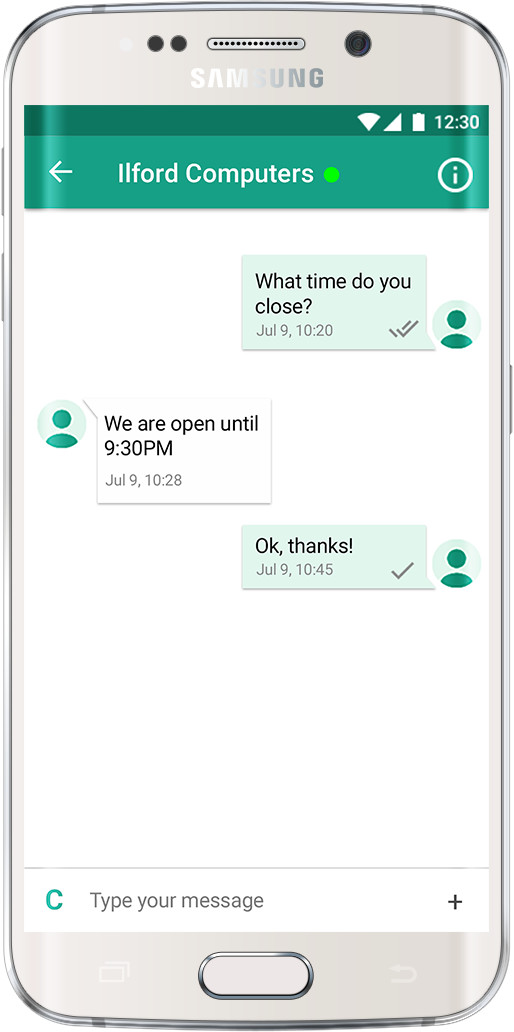 SAMSUNG
12:30
Ilford Computers
What time do you
close?
Jul 9, 10:20
We are open until
9:30PM
Jul 9, 10:28
Ok, thanks!
Jul 9, 10:45
C Type your message +